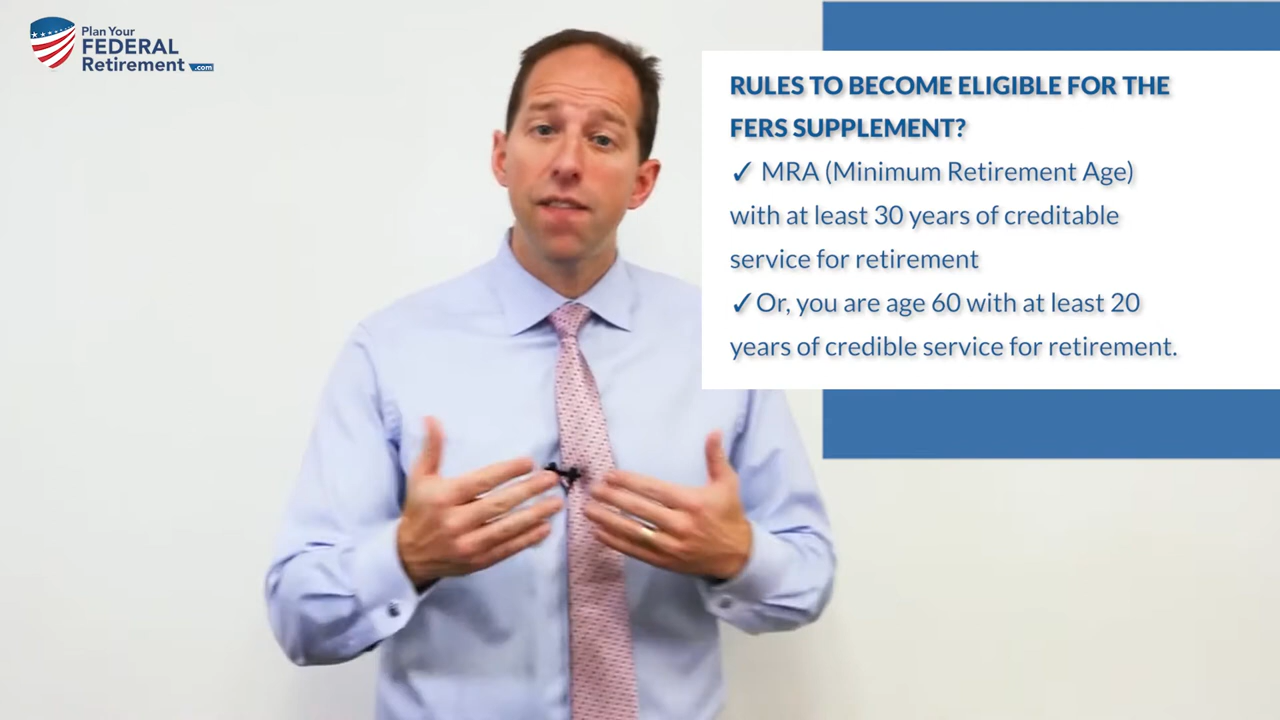 Plan Your
FEDERAL
Retirement .com
RULES TO BECOME ELIGIBLE FOR THE
FERS SUPPLEMENT?
✓ MRA (Minimum Retirement Age)
with at least 30 years of creditable
service for retirement
✓Or, you are age 60 with at least 20
years of credible service for retirement.